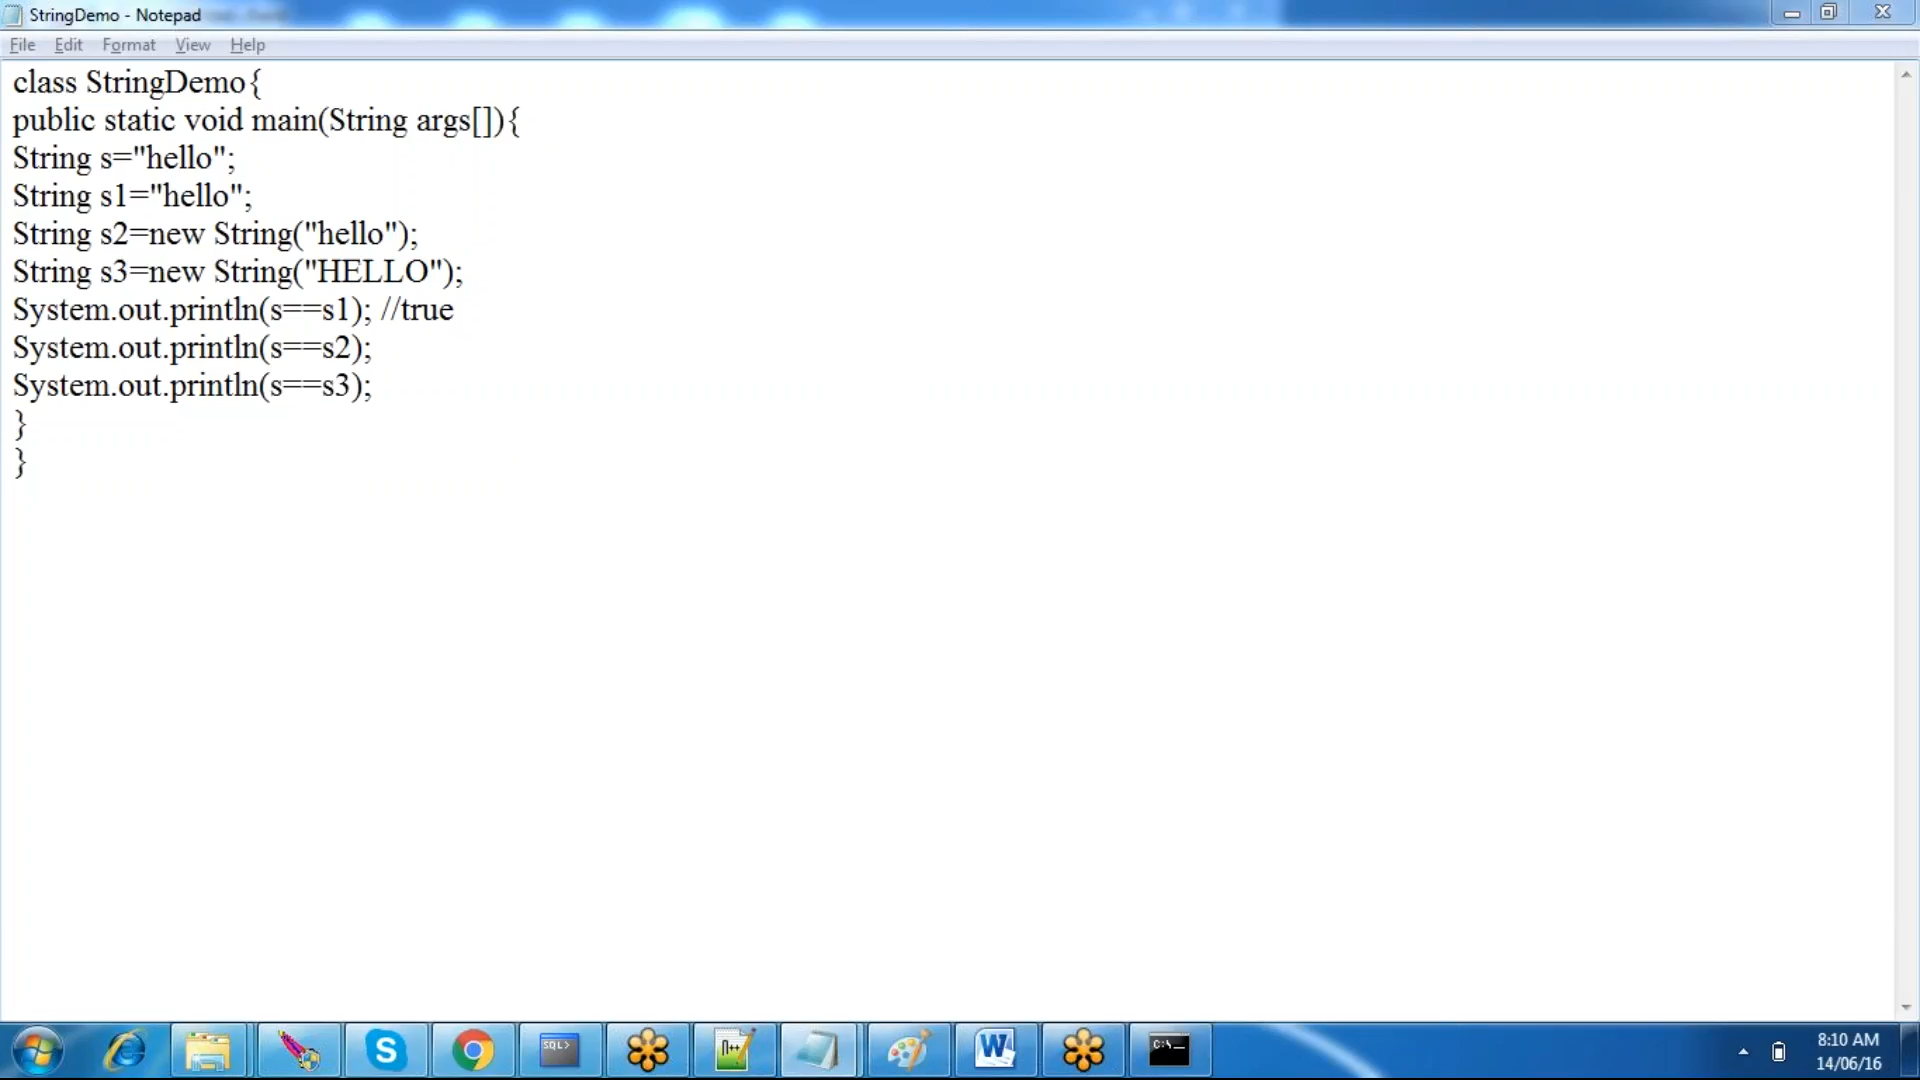 StringDemo - Notepad
File Edit Format View Help
class StringDemo{
public static void main(String args[]){
String s="hello";
String s1="hello";
String s2=new String("hello");
String s3=new String("HELLO");
System.out.println(s==s1); //true
System.out.println(s==s2);
System.out.println(s==s3);
}
}
SQL>
C:\_
8:10 AM
14/06/16